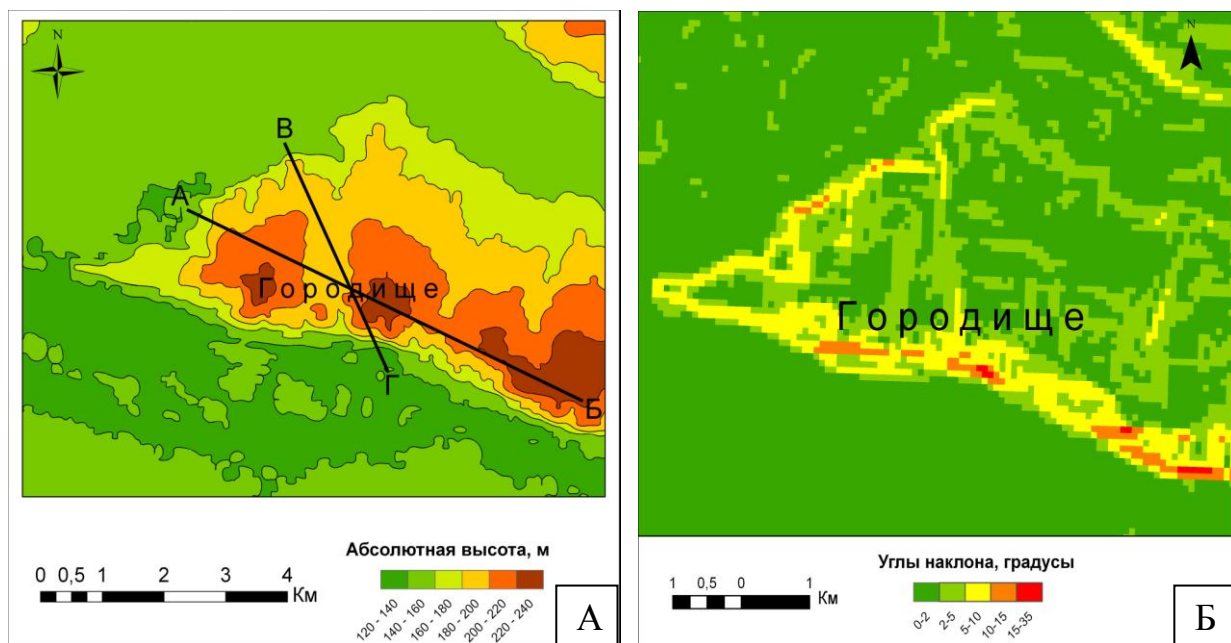 N
В
А
Городище
Г
Б
Абсолютная высота, м
0 0,5 1 2 3 4
Км
120 - 140 140 - 160 160 - 180 180 - 200 200 - 220 220 - 240
А
N
Городище
Углы наклона, градусы
1 0,5 0 1
Км
0-2 2-5 5-10 10-15 15-35
Б